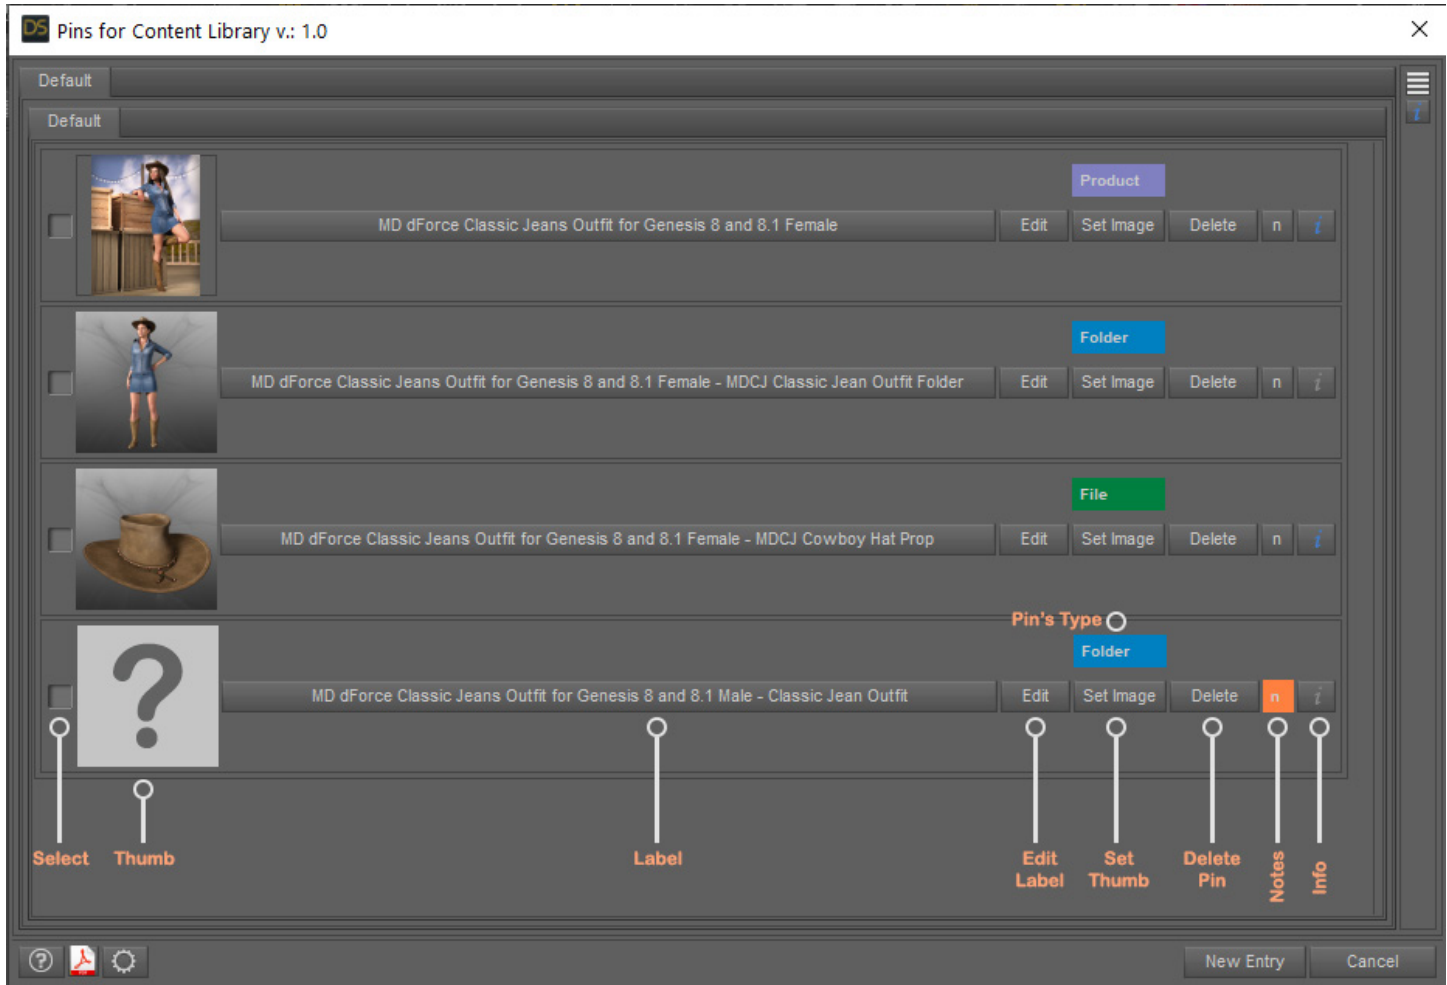 DS Pins for Content Library v.: 1.0
Default
i
Default
Product
MD dForce Classic Jeans Outfit for Genesis 8 and 8.1 Female Edit Set Image Delete n i
Folder
MD dForce Classic Jeans Outfit for Genesis 8 and 8.1 Female - MDCJ Classic Jean Outfit Folder Edit Set Image Delete n i
File
MD dForce Classic Jeans Outfit for Genesis 8 and 8.1 Female - MDCJ Cowboy Hat Prop Edit Set Image Delete n i
Pin's Type
Folder
?
MD dForce Classic Jeans Outfit for Genesis 8 and 8.1 Male - Classic Jean Outfit Edit Set Image Delete n i
Select Thumb Label Edit Set Delete Notes Info
Label Thumb Pin
? New Entry Cancel